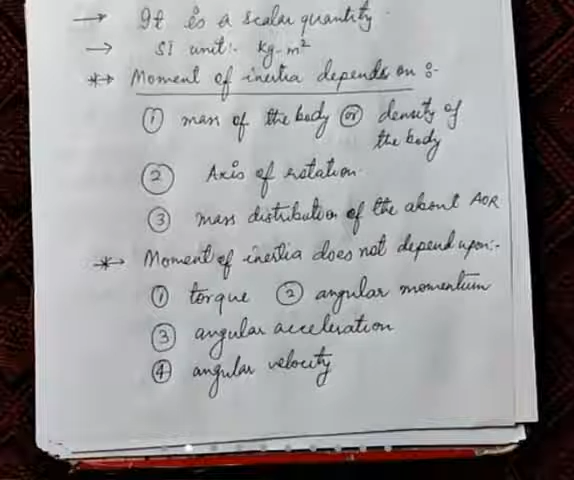 → It is a scalar quantity.
→ SI unit:- kg-m²
*→ Moment of inertia depends on :-
① mass of the body or density of
the body
② Axis of rotation.
③ mass distribution of the about AOR
*→ Moment of inertia does not depend upon:-
① torque ② angular momentum
③ angular acceleration
④ angular velocity